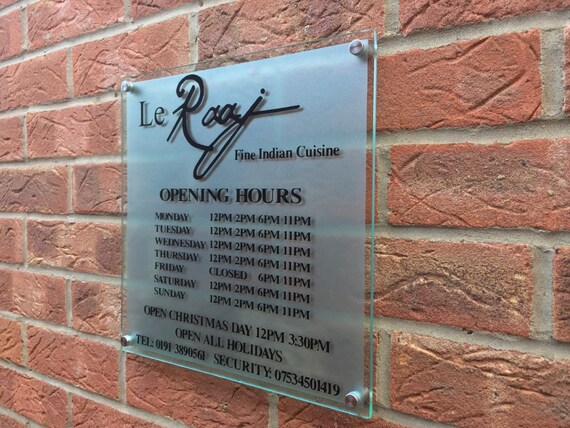 Le Raaj
Fine Indian Cuisine
OPENING HOURS
MONDAY 12PM-2PM-6PM-11PM
TUESDAY 12PM-2PM-6PM-11PM
WEDNESDAY 12PM-2PM-6PM-11PM
THURSDAY 12PM-2PM-6PM-11PM
FRIDAY CLOSED 6PM-11PM
SATURDAY 12PM-2PM-6PM-11PM
SUNDAY 12PM-2PM-6PM-11PM
OPEN CHRISTMAS DAY 12PM 3:30PM
OPEN ALL HOLIDAYS
TEL: 0191 3890561 SECURITY: 07534501419